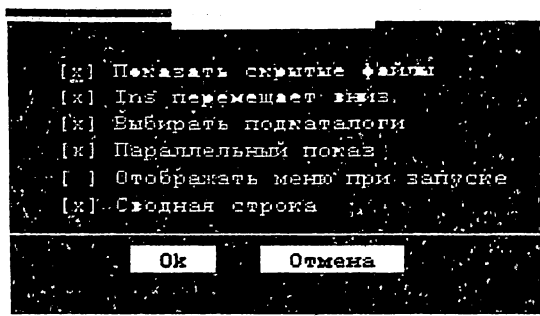 [x] Показать скрытые файлы
[x] Ins перемещает вниз
[x] Выбирать подкаталоги
[x] Параллельный показ
[ ] Отображать меню при запуске
[x] Сводная строка
Ok Отмена